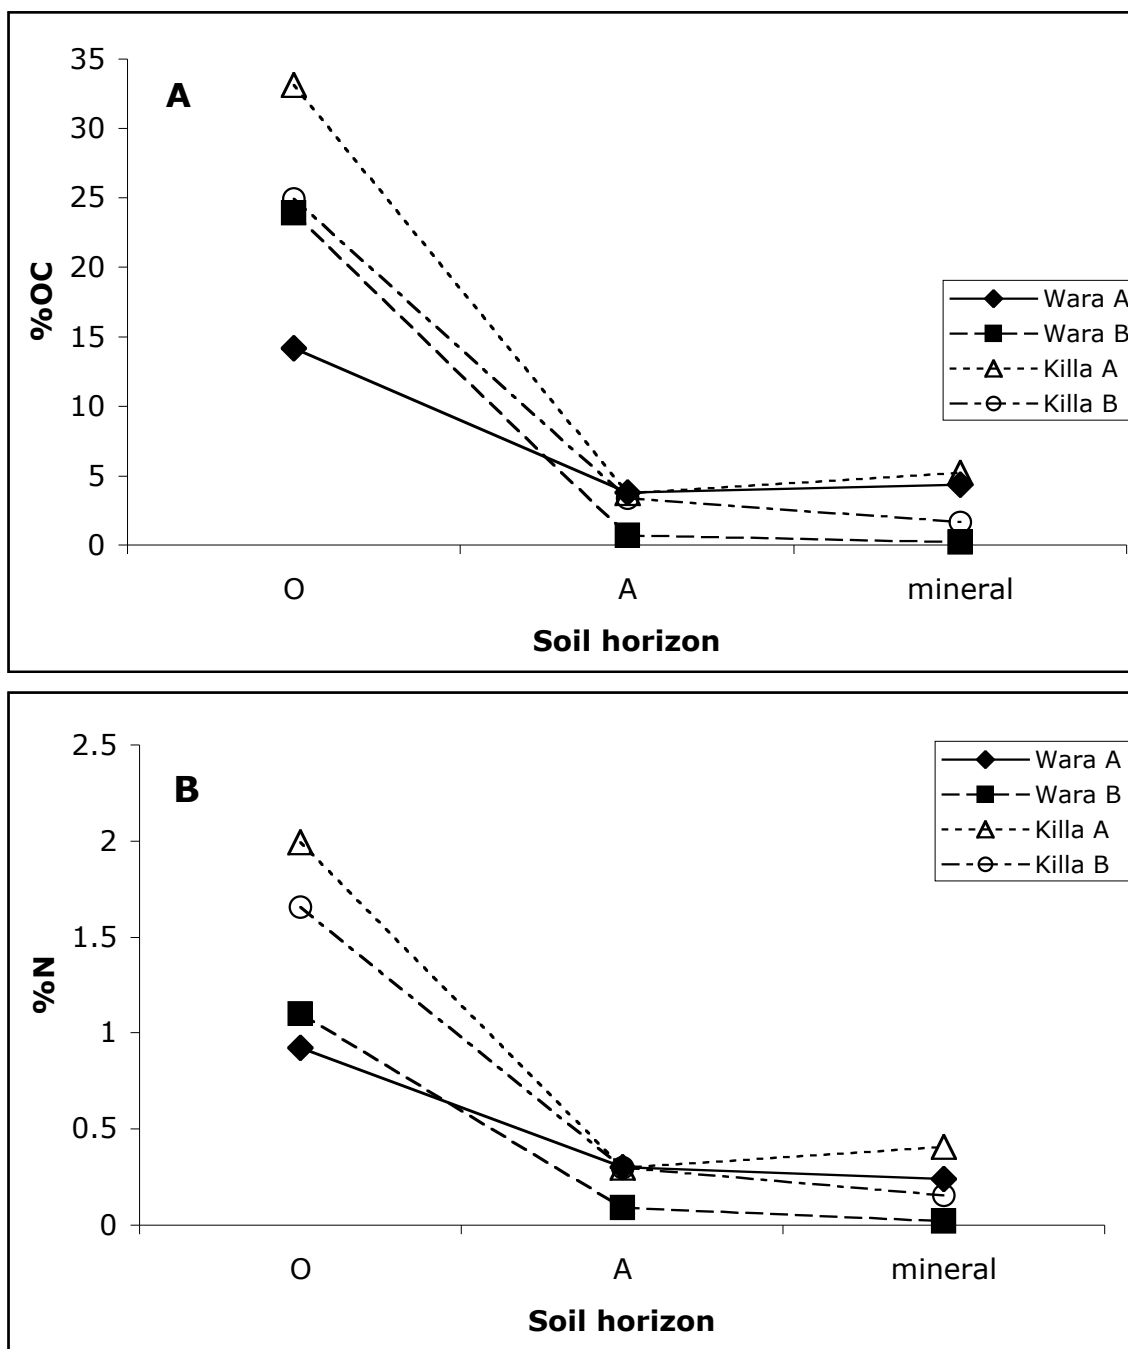 A
35
30
25
20
15
10
5
0
%OC
Wara A
Wara B
Killa A
Killa B
O A mineral
Soil horizon
B
2.5
2
1.5
1
0.5
0
%N
Wara A
Wara B
Killa A
Killa B
O A mineral
Soil horizon